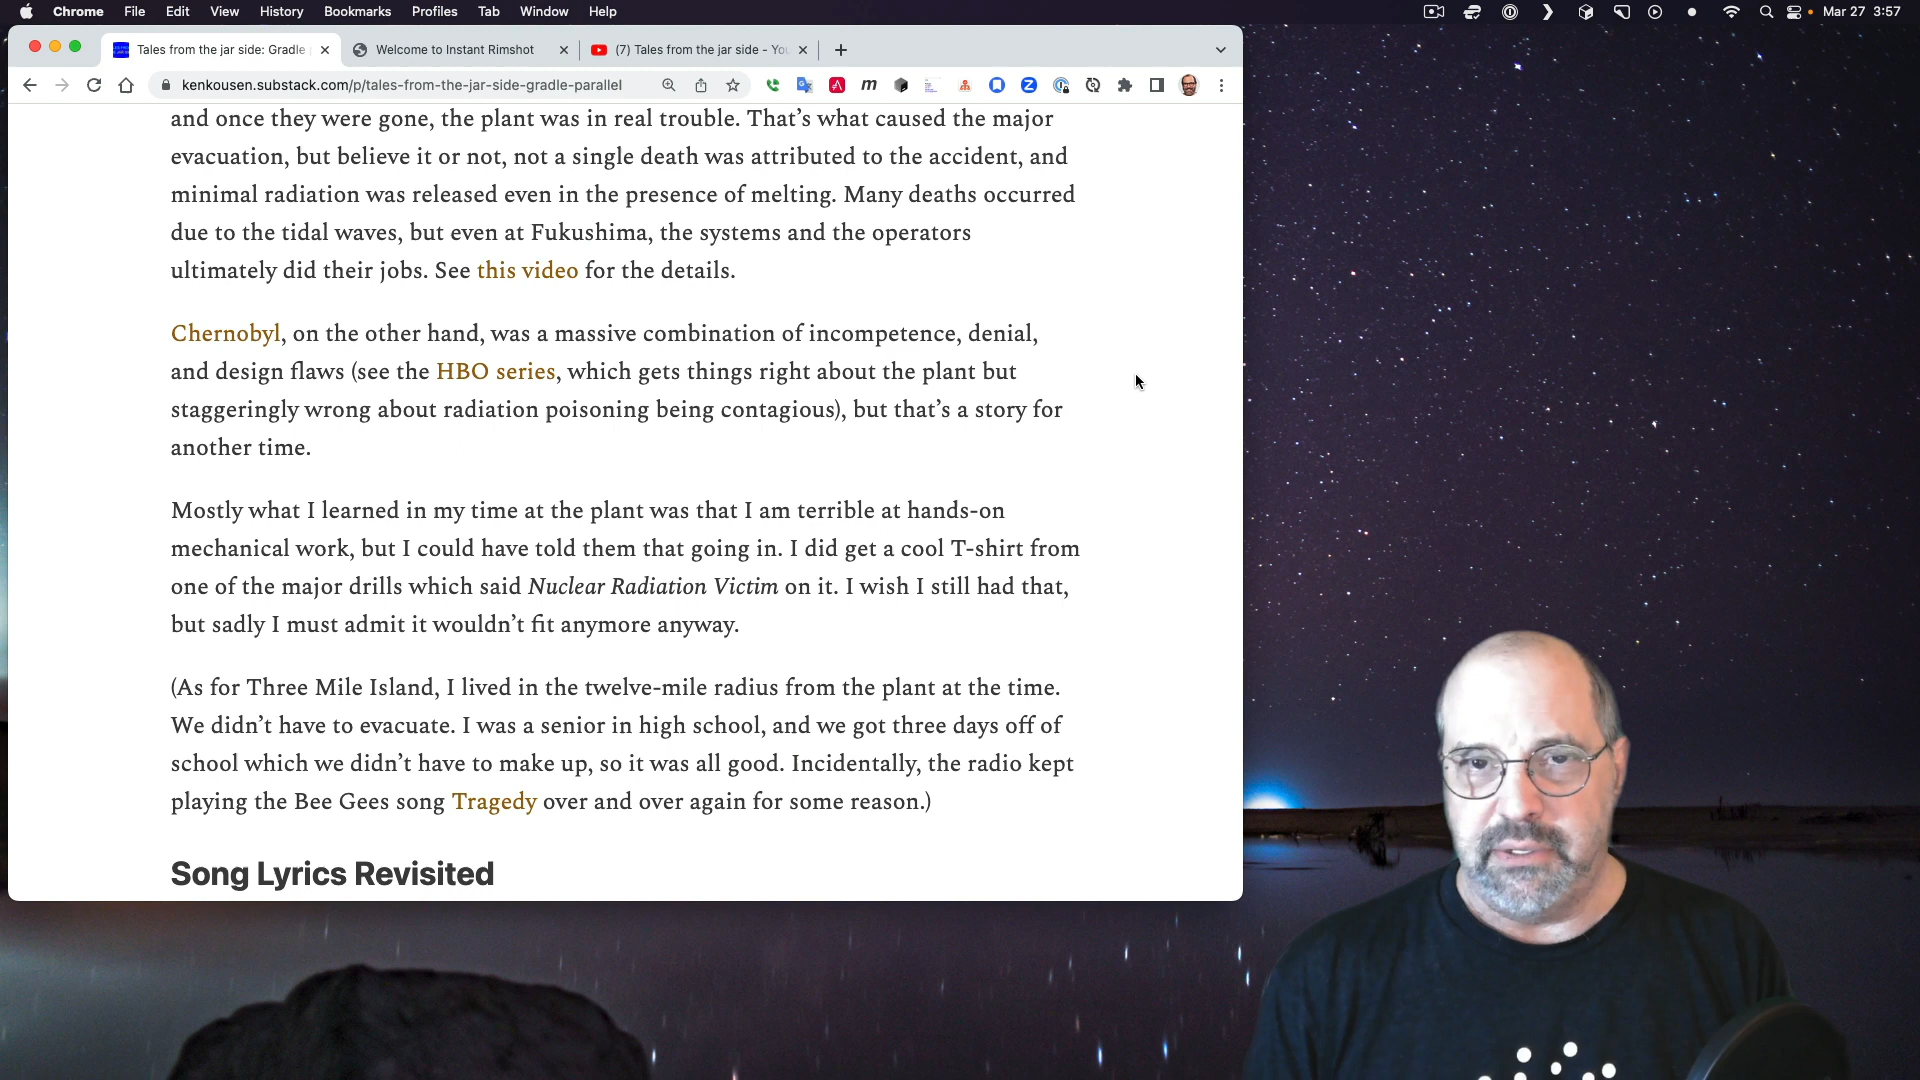 Chrome File Edit View History Bookmarks Profiles Tab Window Help Mar 27 3:57
Tales from the jar side: Gradle Welcome to Instant Rimshot (7) Tales from the jar side - You
kenkousen.substack.com/p/tales-from-the-jar-side-gradle-parallel
and once they were gone, the plant was in real trouble. That’s what caused the major
evacuation, but believe it or not, not a single death was attributed to the accident, and
minimal radiation was released even in the presence of melting. Many deaths occurred
due to the tidal waves, but even at Fukushima, the systems and the operators
ultimately did their jobs. See this video for the details.
Chernobyl, on the other hand, was a massive combination of incompetence, denial,
and design flaws (see the HBO series, which gets things right about the plant but
staggeringly wrong about radiation poisoning being contagious), but that’s a story for
another time.
Mostly what I learned in my time at the plant was that I am terrible at hands-on
mechanical work, but I could have told them that going in. I did get a cool T-shirt from
one of the major drills which said Nuclear Radiation Victim on it. I wish I still had that,
but sadly I must admit it wouldn’t fit anymore anyway.
(As for Three Mile Island, I lived in the twelve-mile radius from the plant at the time.
We didn’t have to evacuate. I was a senior in high school, and we got three days off of
school which we didn’t have to make up, so it was all good. Incidentally, the radio kept
playing the Bee Gees song Tragedy over and over again for some reason.)
Song Lyrics Revisited